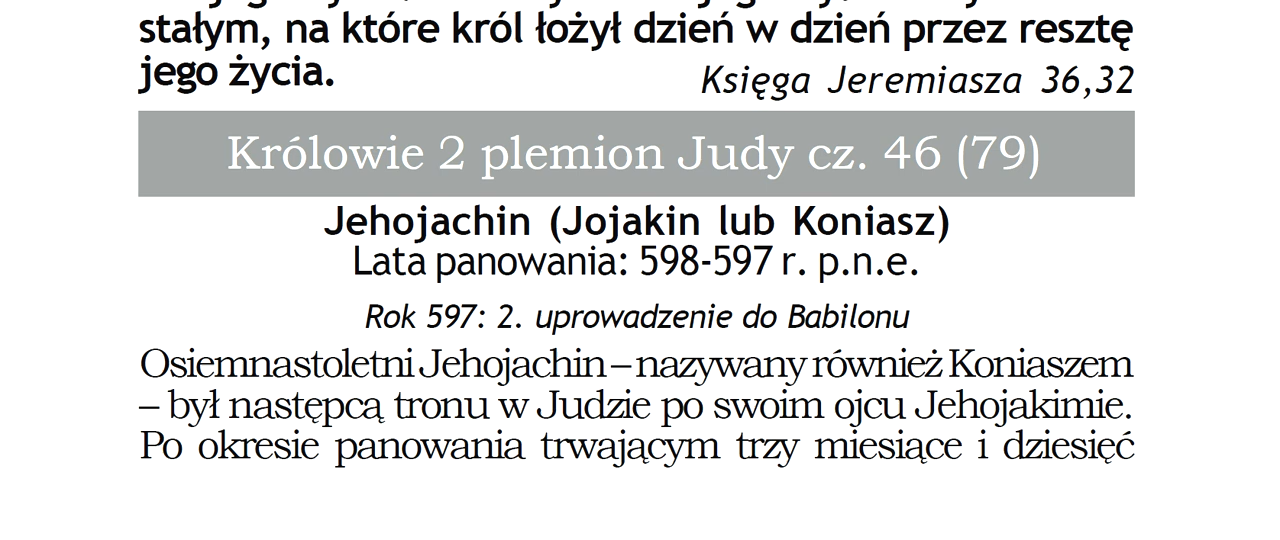 stałym, na które król łożył dzień w dzień przez resztę
jego życia.
Księga Jeremiasza 36,32
Królowie 2 plemion Judy cz. 46 (79)
Jehojachin (Jojakin lub Koniasz)
Lata panowania: 598-597 r. p.n.e.
Rok 597: 2. uprowadzenie do Babilonu
Osiemnastoletni Jehojachin – nazywany również Koniaszem
– był następcą tronu w Judzie po swoim ojcu Jehojakimie.
Po okresie panowania trwającym trzy miesiące i dziesięć